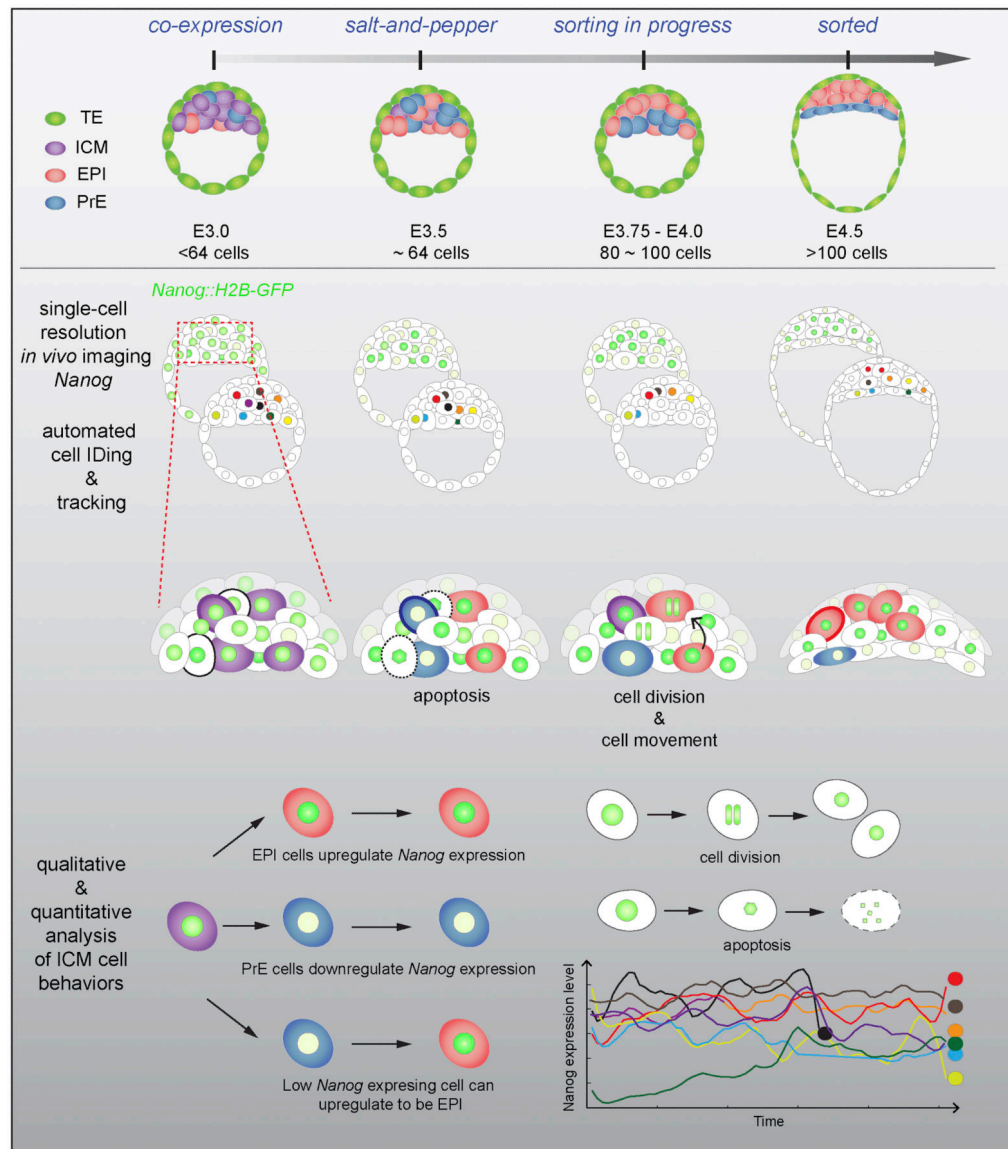 co-expression
salt-and-pepper
sorting in progress
sorted
TE
ICM
EPI
PrE
E3.0
<64 cells
E3.5
~ 64 cells
E3.75 - E4.0
80 ~ 100 cells
E4.5
>100 cells
Nanog::H2B-GFP
single-cell
resolution
in vivo imaging
Nanog
automated
cell IDing
&
tracking
apoptosis
cell division
&
cell movement
qualitative
&
quantitative
analysis
of ICM cell
behaviors
EPI cells upregulate Nanog expression
PrE cells downregulate Nanog expression
Low Nanog expresing cell can
upregulate to be EPI
cell division
apoptosis
Nanog expression level
Time